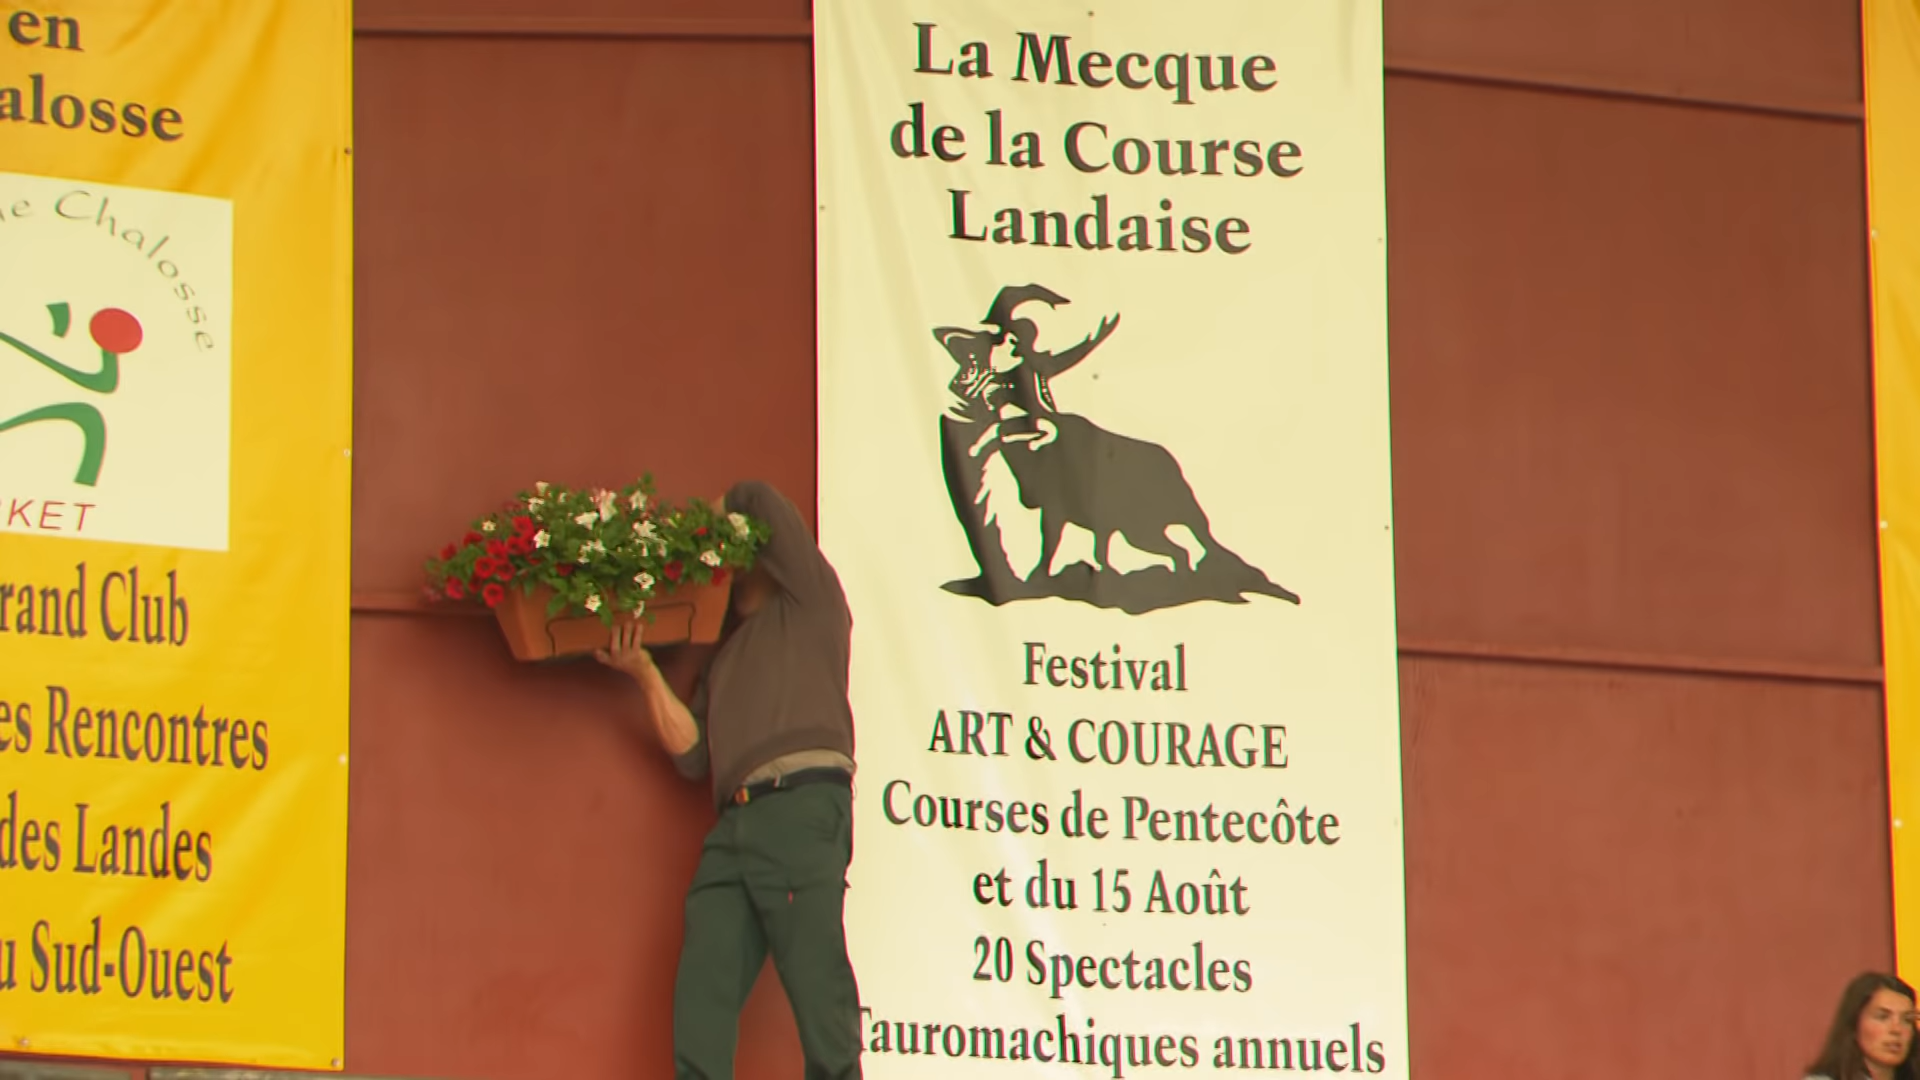 en
alosse
ne Chalosse
KET
rand Club
es Rencontres
des Landes
u Sud-Ouest
La Mecque
de la Course
Landaise
Festival
ART & COURAGE
Courses de Pentecôte
et du 15 Août
20 Spectacles
Tauromachiques annuels